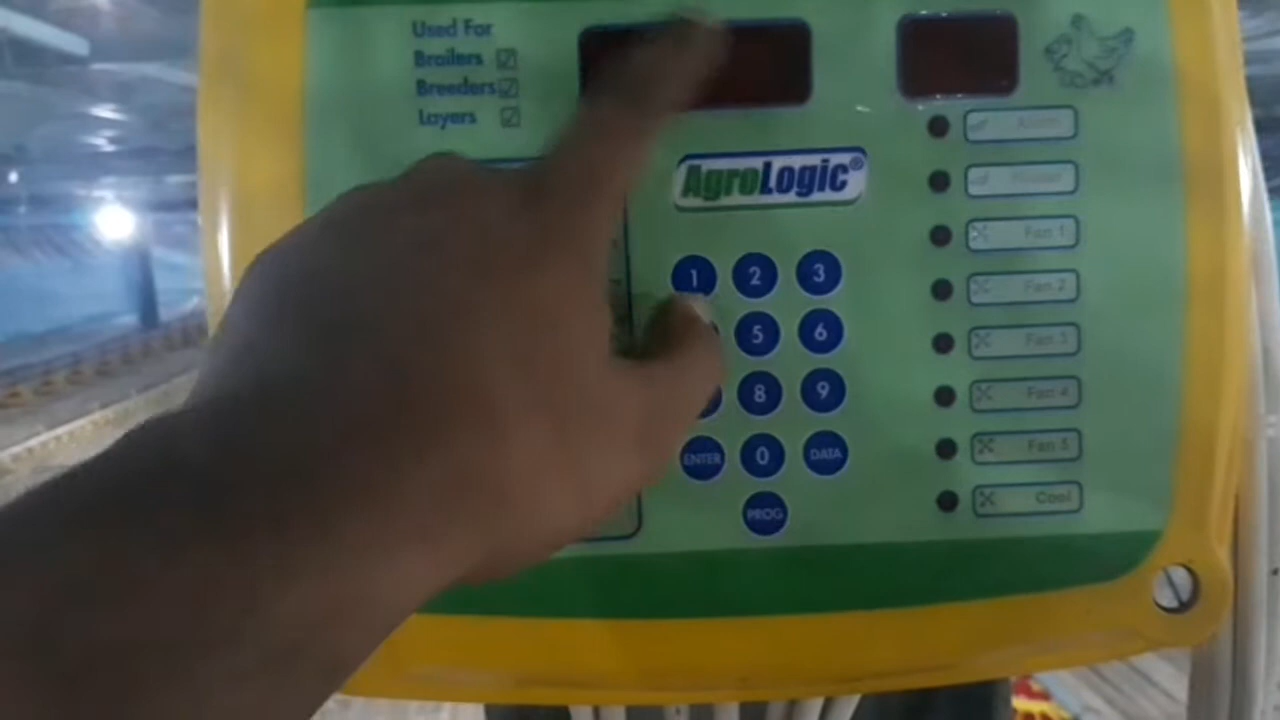 Used For
Broilers ☑
Breeders ☑
Layers ☑
AgroLogic®
1 2 3
5 6
8 9
ENTER 0 DATA
PROG
Alarm
Heater
Fan 1
Fan 2
Fan 3
Fan 4
Fan 5
Cool